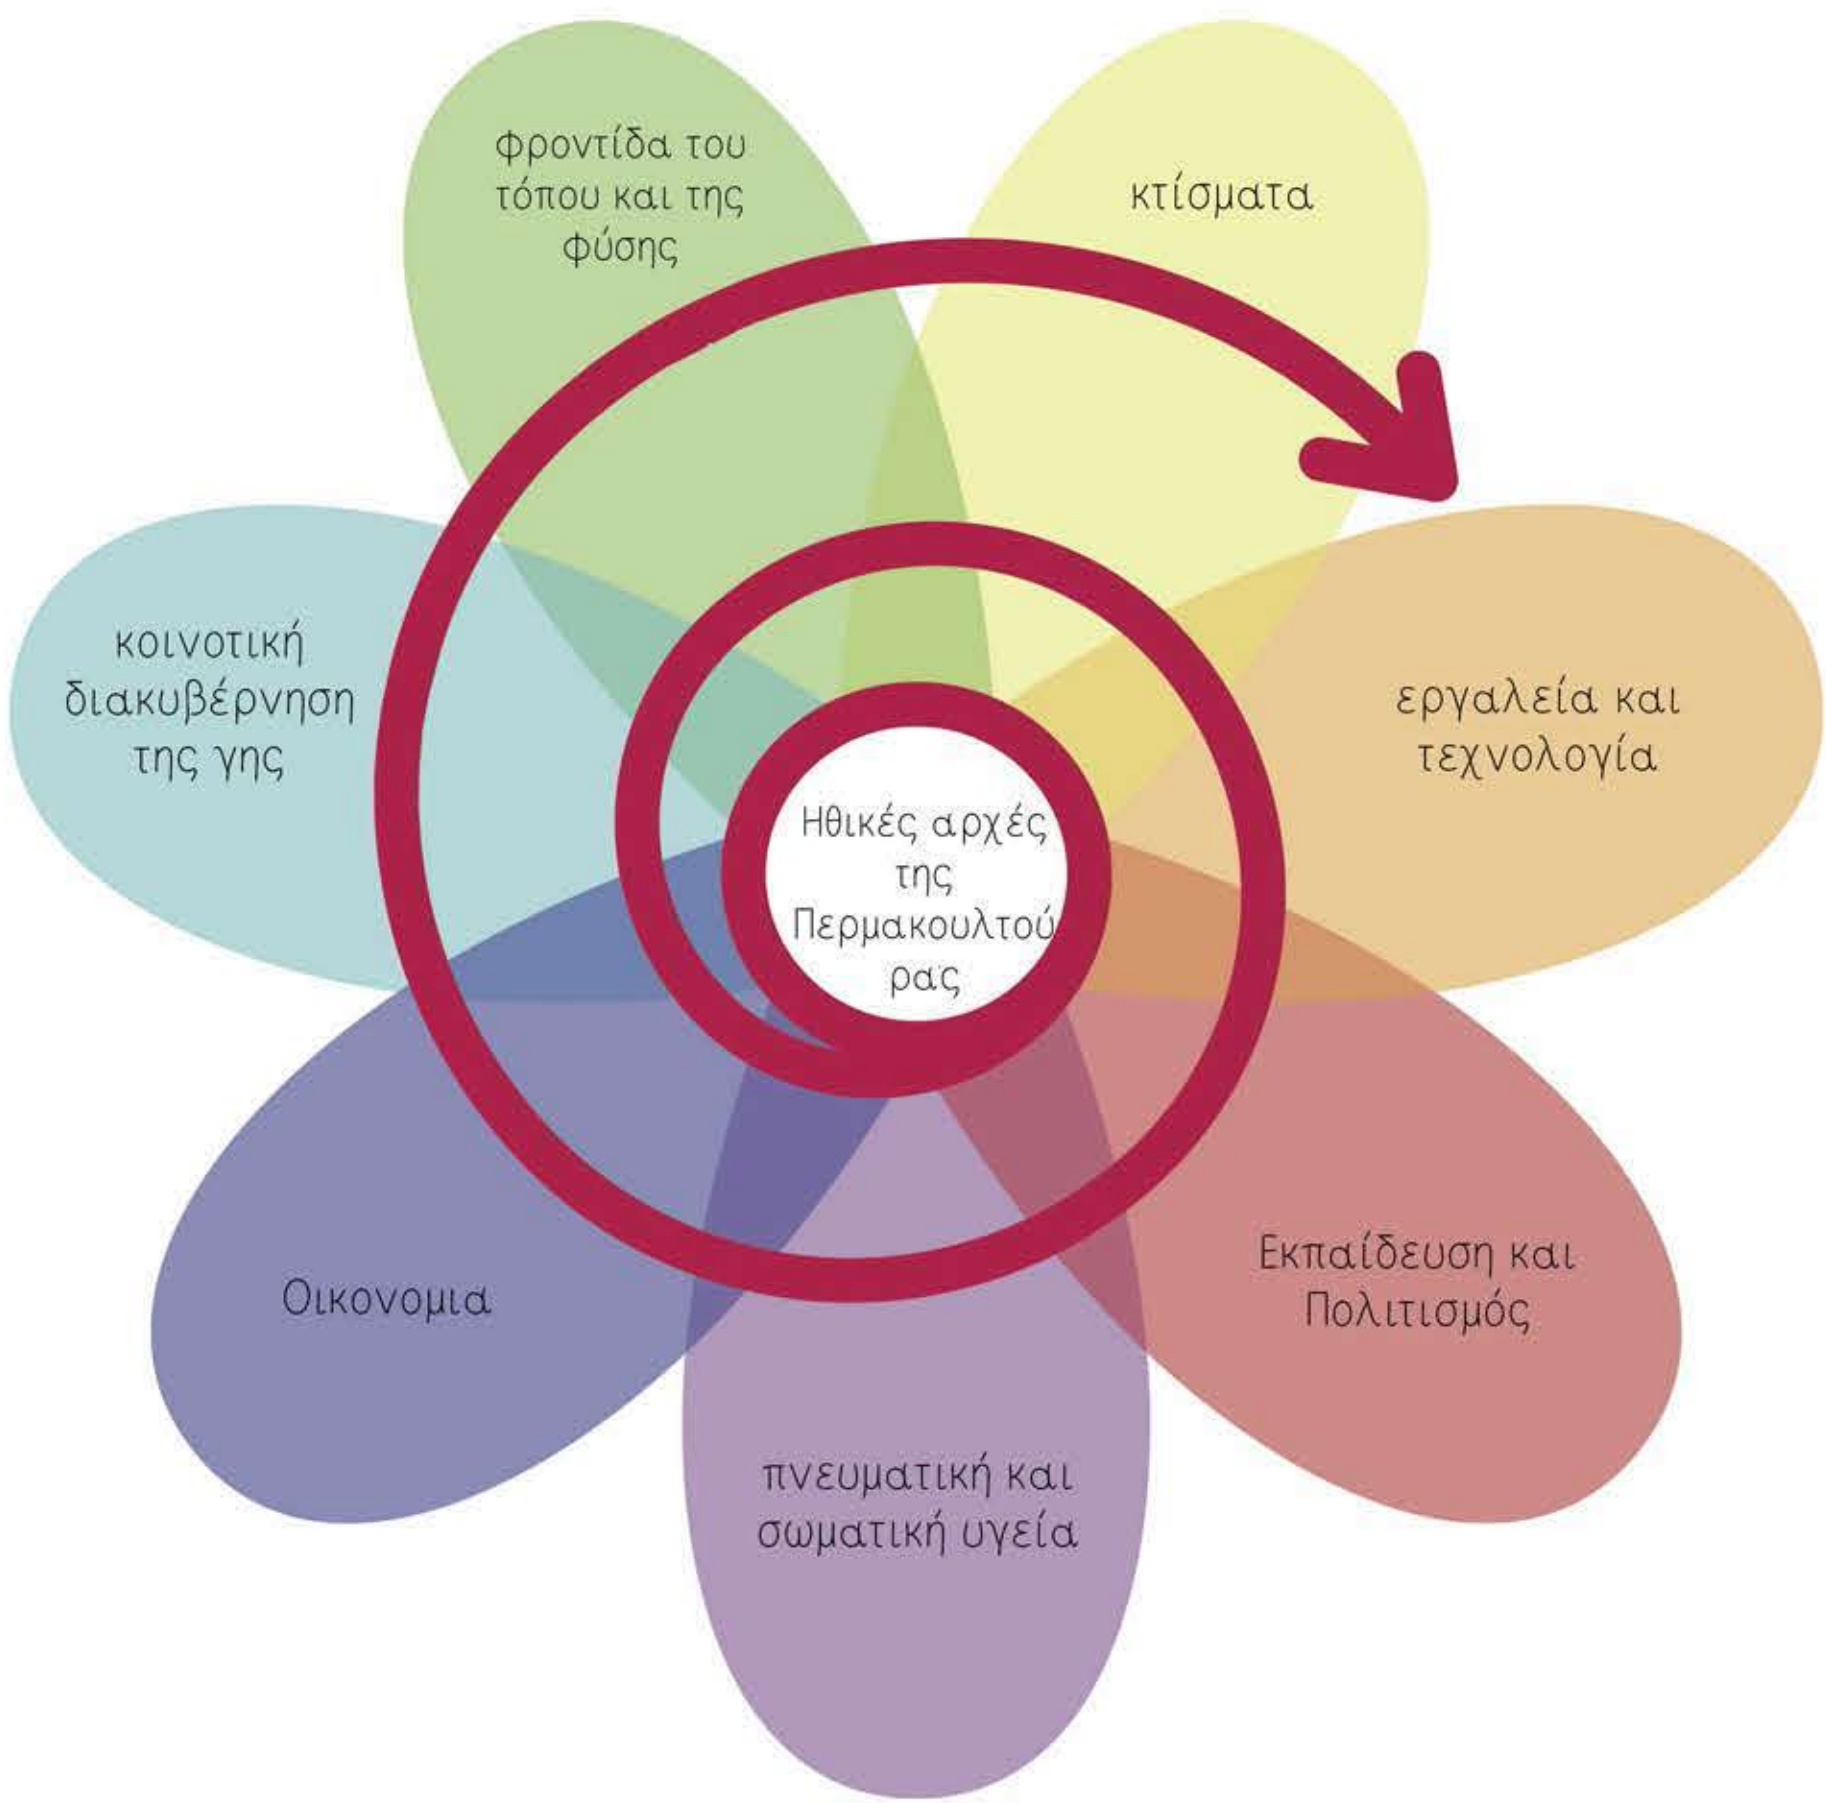 φροντίδα του
τόπου και της
φύσης
κτίσματα
κοινοτική
διακυβέρνηση
της γης
εργαλεία και
τεχνολογία
Ηθικές αρχές
της
Περμακουλτού
ρας
Εκπαίδευση και
Πολιτισμός
Οικονομια
πνευματική και
σωματική υγεία